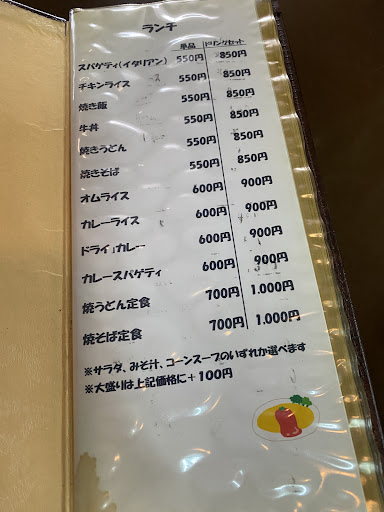 ランチ
単品 ドリンクセット
スパゲティ(イタリアン) 550円 850円
チキンライス 550円 850円
焼き飯 550円 850円
牛丼 550円 850円
焼きうどん 550円 850円
焼きそば 550円 850円
オムライス 600円 900円
カレーライス 600円 900円
ドライカレー 600円 900円
カレースパゲティ 600円 900円
焼うどん定食 700円 1,000円
焼そば定食 700円 1,000円
※サラダ、みそ汁、コーンスープのいずれか選べます
※大盛りは上記価格に+100円